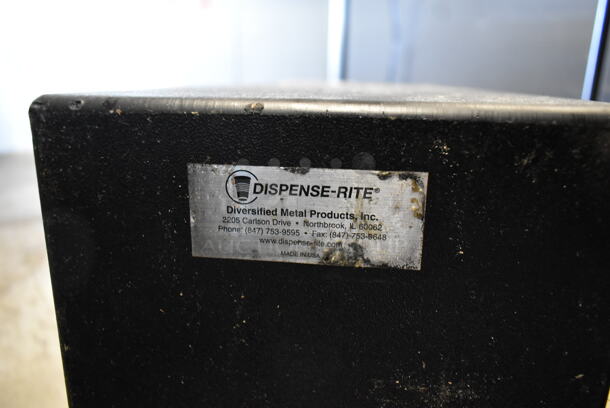 DISPENSE-RITE®
Diversified Metal Products, Inc.
2205 Carlson Drive • Northbrook, IL 60062
Phone: (847) 753-9595 • Fax: (847) 753-9648
www.dispense-rite.com
MADE IN USA